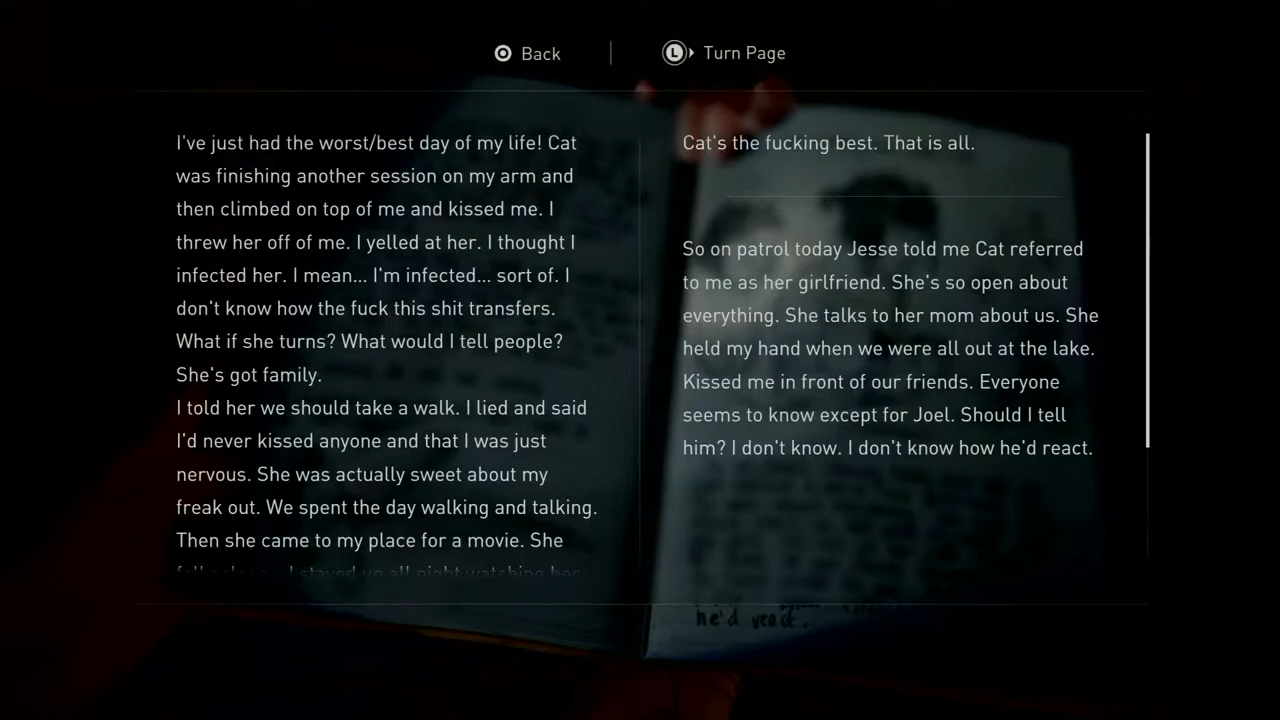 Back
L Turn Page
I've just had the worst/best day of my life! Cat
was finishing another session on my arm and
then climbed on top of me and kissed me. I
threw her off of me. I yelled at her. I thought I
infected her. I mean... I'm infected... sort of. I
don't know how the fuck this shit transfers.
What if she turns? What would I tell people?
She's got family.
I told her we should take a walk. I lied and said
I'd never kissed anyone and that I was just
nervous. She was actually sweet about my
freak out. We spent the day walking and talking.
Then she came to my place for a movie. She
I stayed up all night watching her
Cat's the fucking best. That is all.
So on patrol today Jesse told me Cat referred
to me as her girlfriend. She's so open about
everything. She talks to her mom about us. She
held my hand when we were all out at the lake.
Kissed me in front of our friends. Everyone
seems to know except for Joel. Should I tell
him? I don't know. I don't know how he'd react.
he'd react.